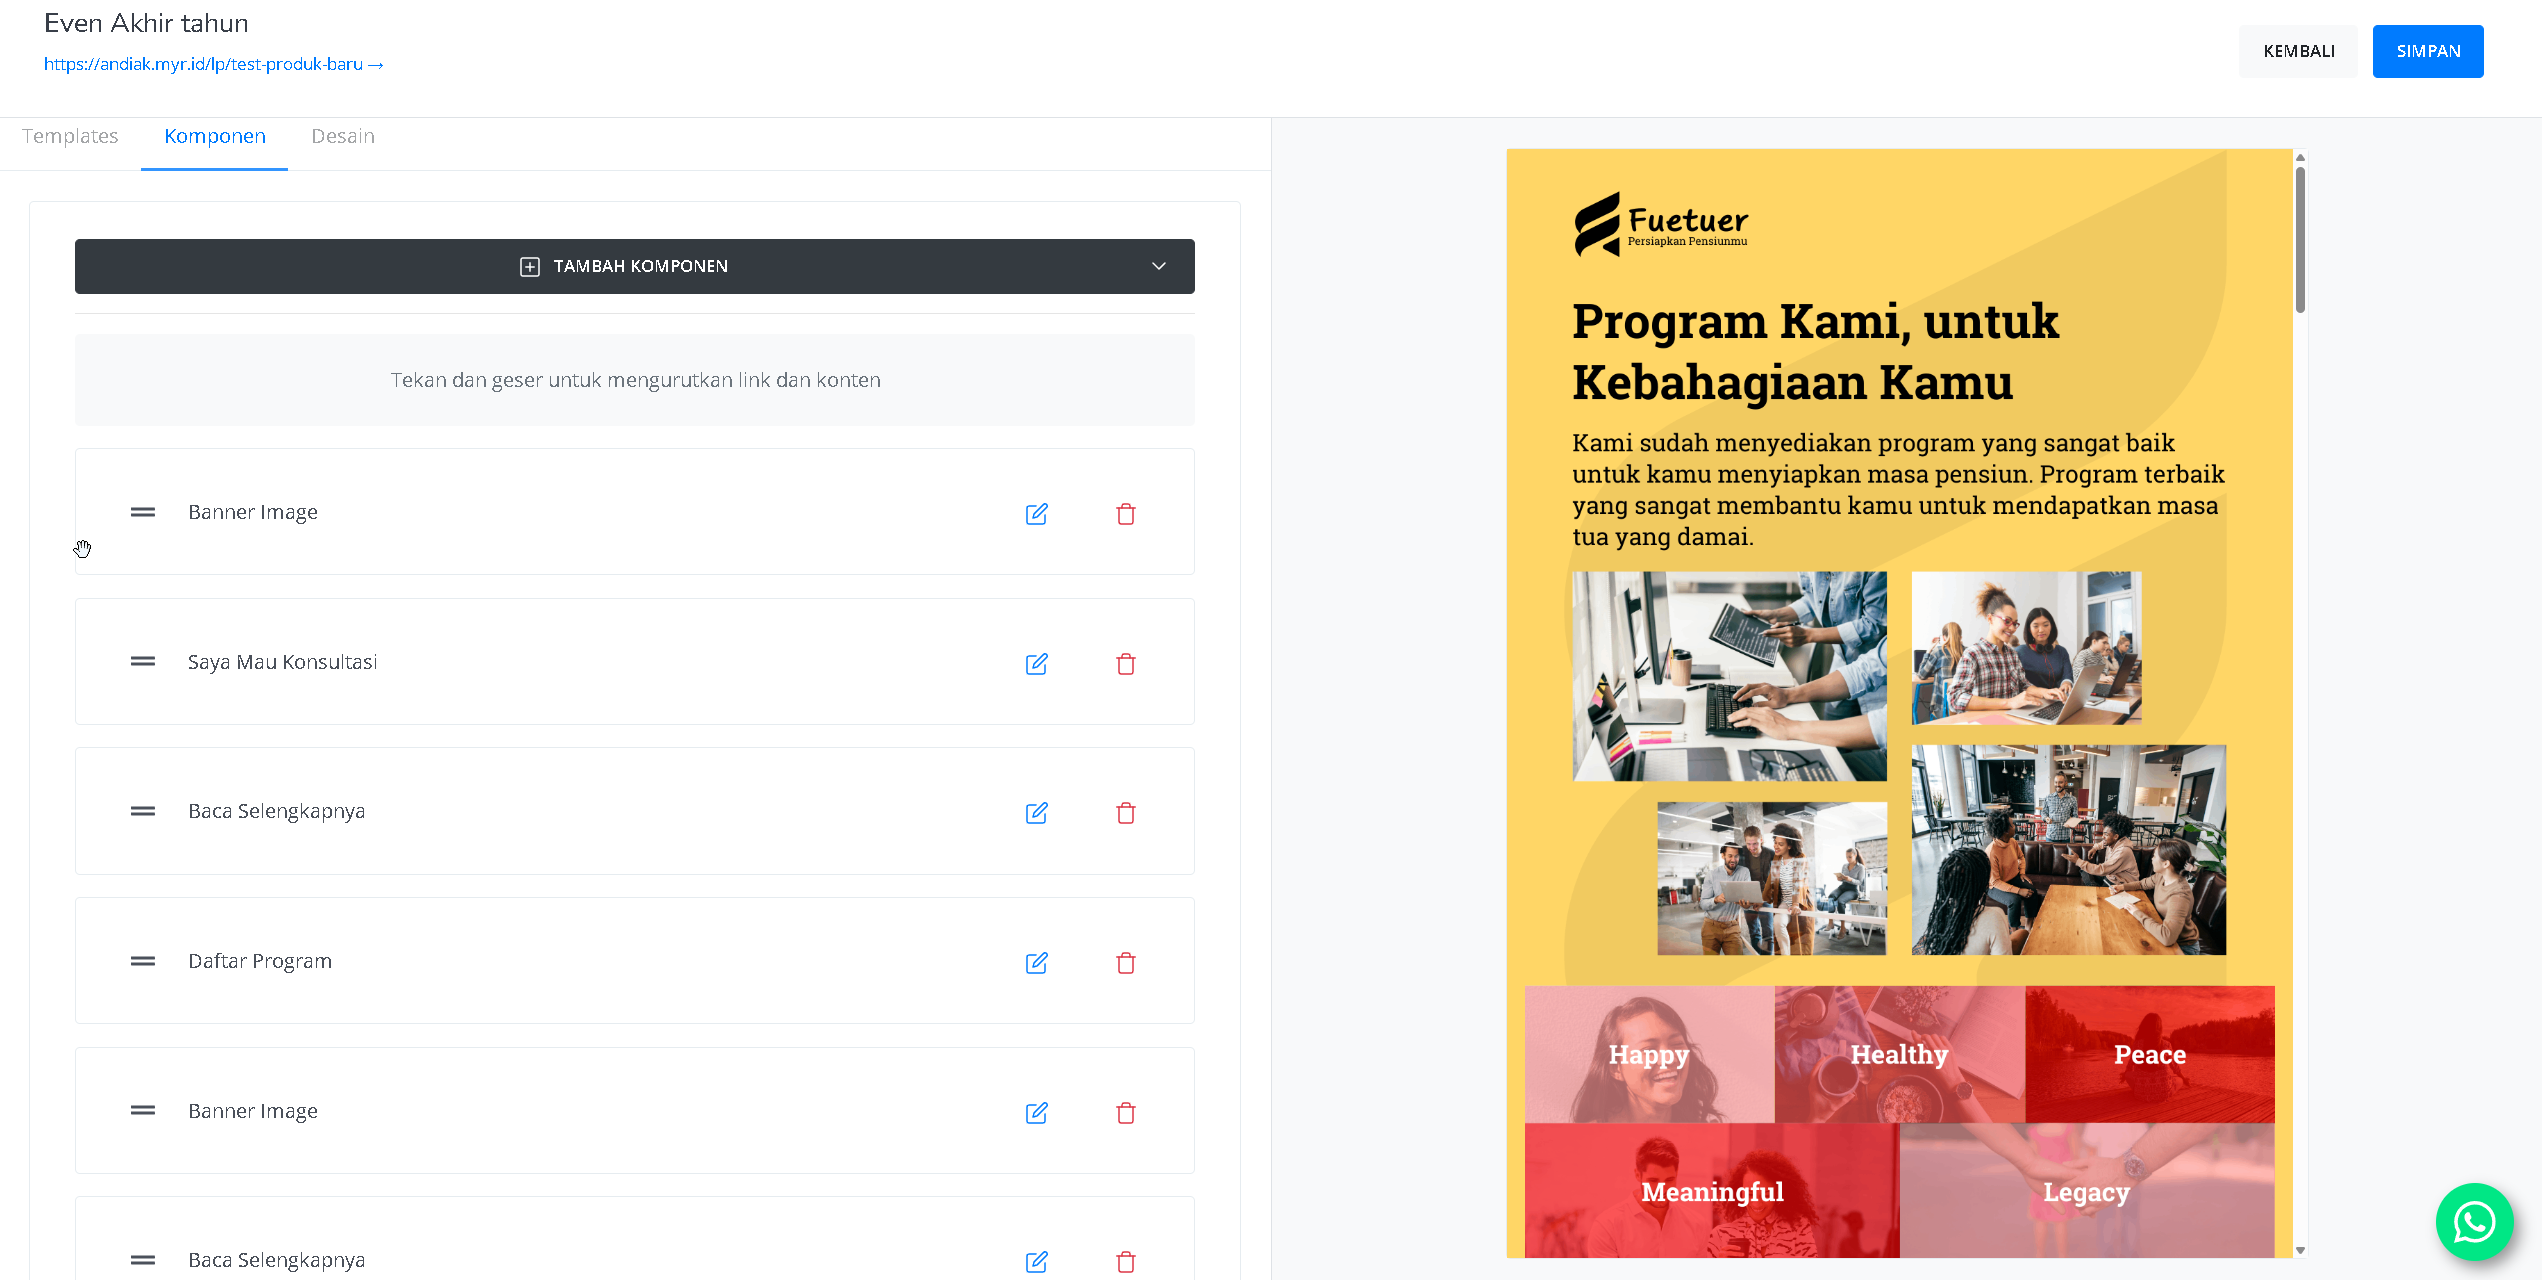 Even Akhir tahun
https://andiak.myr.id/lp/test-produk-baru →
KEMBALI
SIMPAN
Templates
Komponen
Desain
TAMBAH KOMPONEN
Tekan dan geser untuk mengurutkan link dan konten
Banner Image
Saya Mau Konsultasi
Baca Selengkapnya
Daftar Program
Banner Image
Baca Selengkapnya
Fuetuer
Persiapkan Pensiunmu
Program Kami, untuk
Kebahagiaan Kamu
Kami sudah menyediakan program yang sangat baik
untuk kamu menyiapkan masa pensiun. Program terbaik
yang sangat membantu kamu untuk mendapatkan masa
tua yang damai.
Happy
Healthy
Peace
Meaningful
Legacy